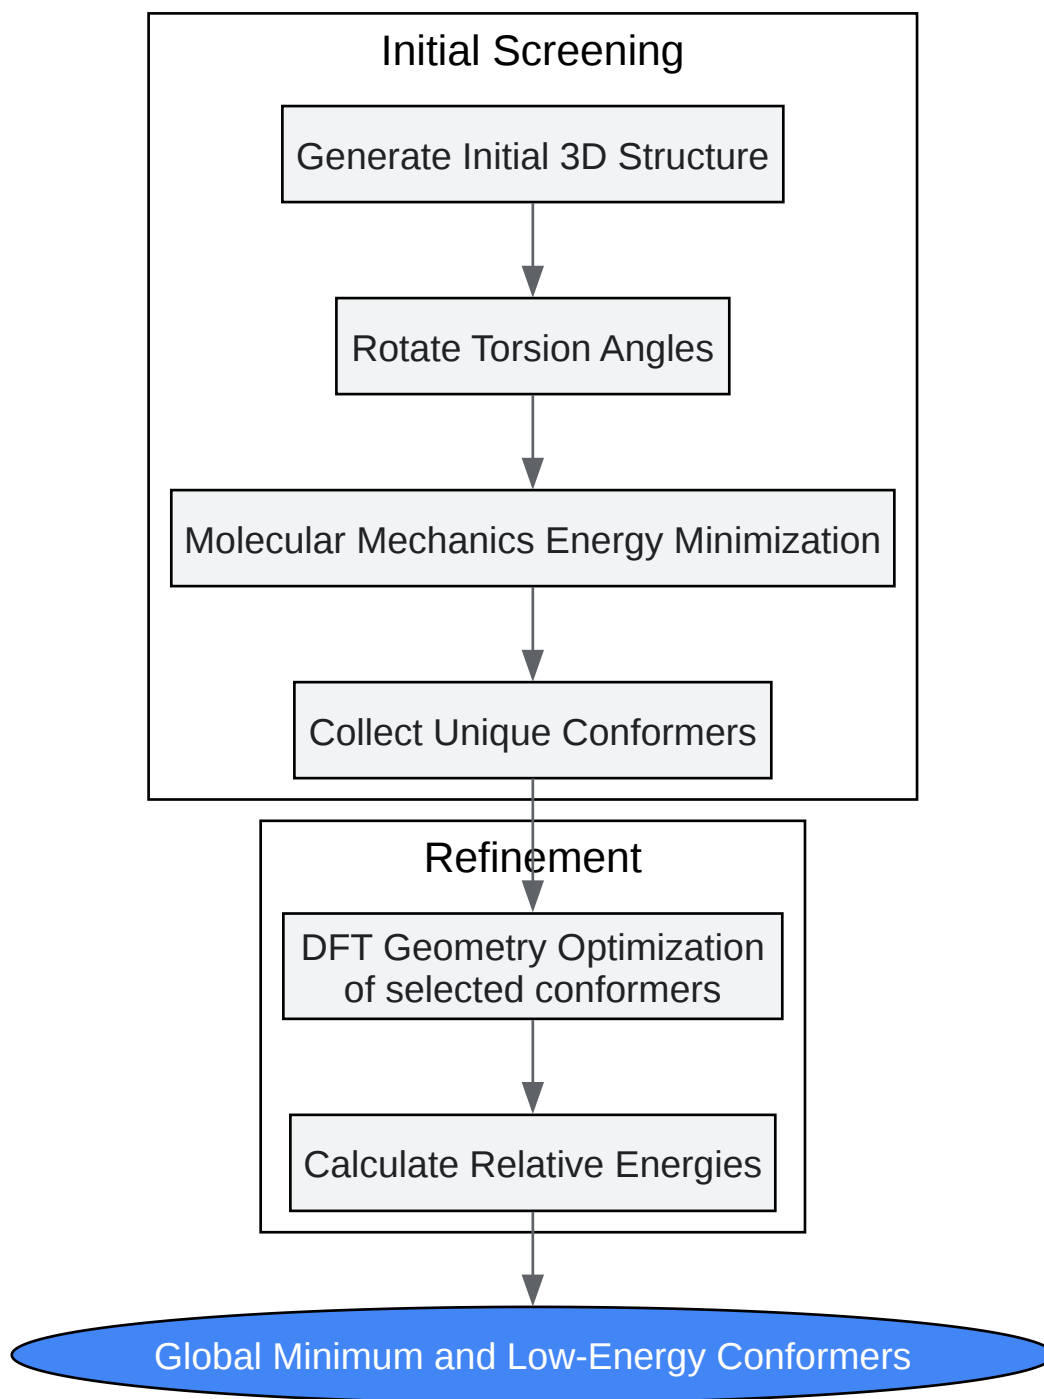 Initial Screening
Generate Initial 3D Structure
Rotate Torsion Angles
Molecular Mechanics Energy Minimization
Collect Unique Conformers
Refinement
DFT Geometry Optimization
of selected conformers
Calculate Relative Energies
Global Minimum and Low-Energy Conformers